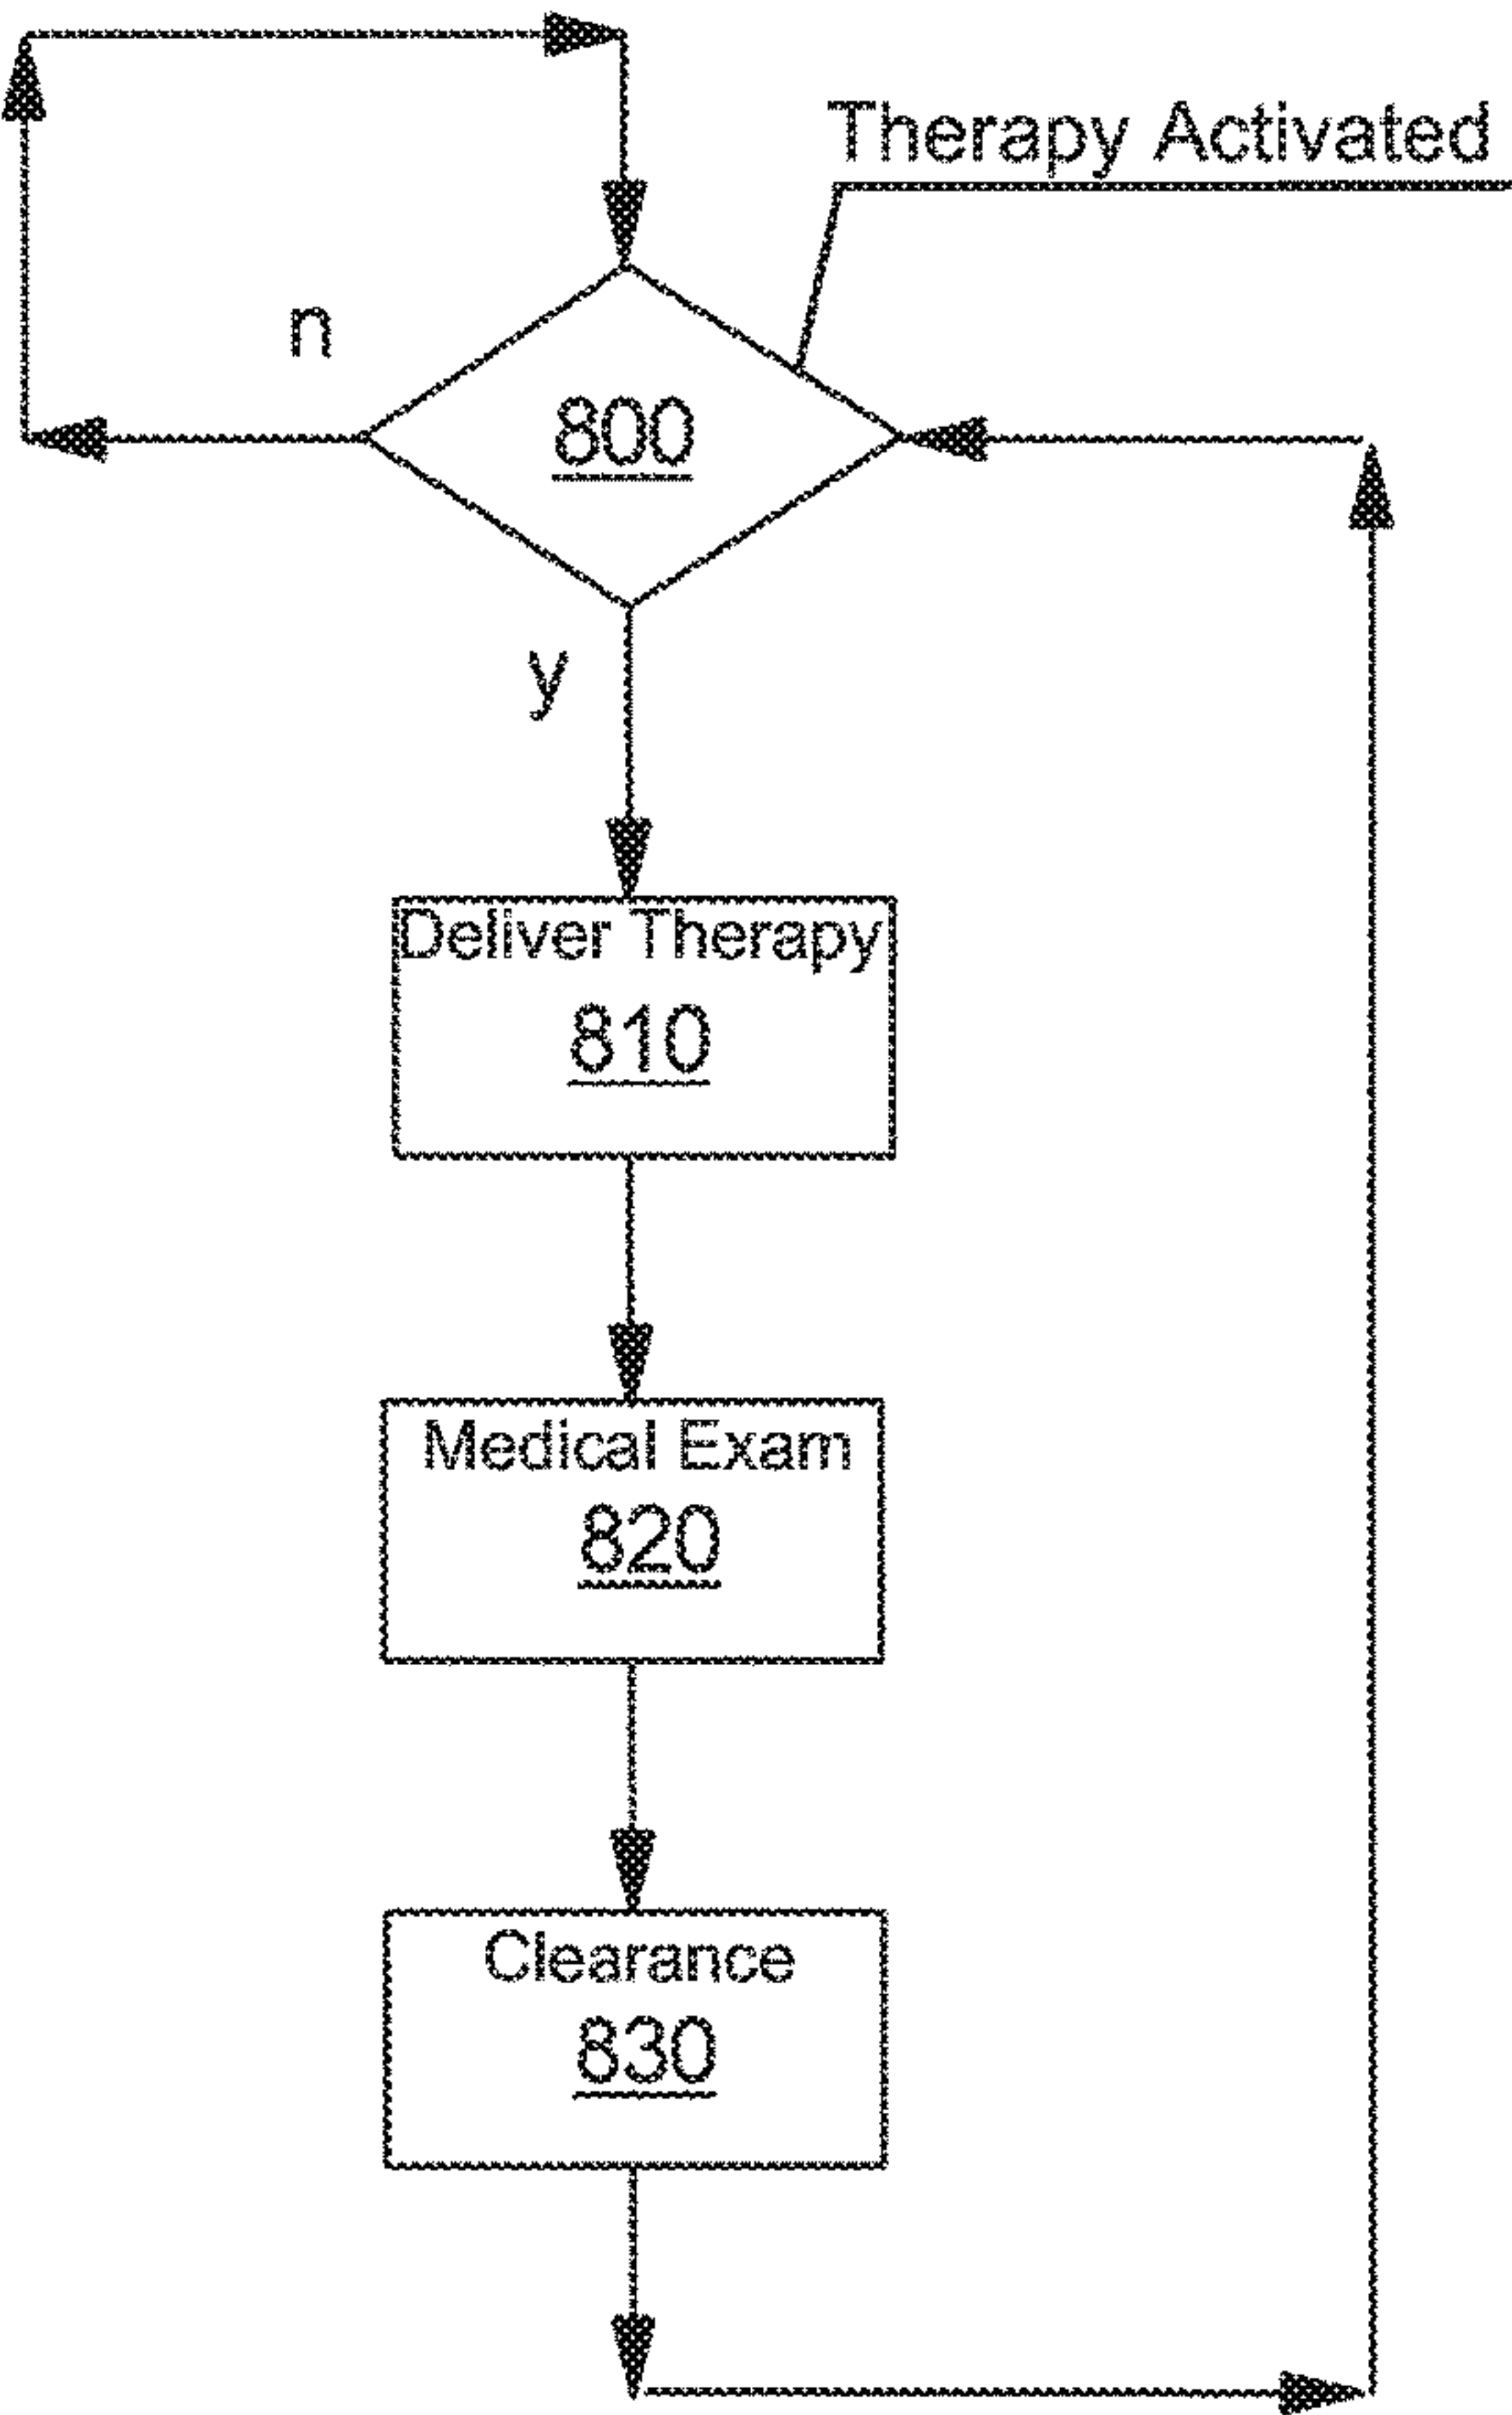 Therapy Activated
n
800
y
Deliver Therapy
810
Medical Exam
820
Clearance
830